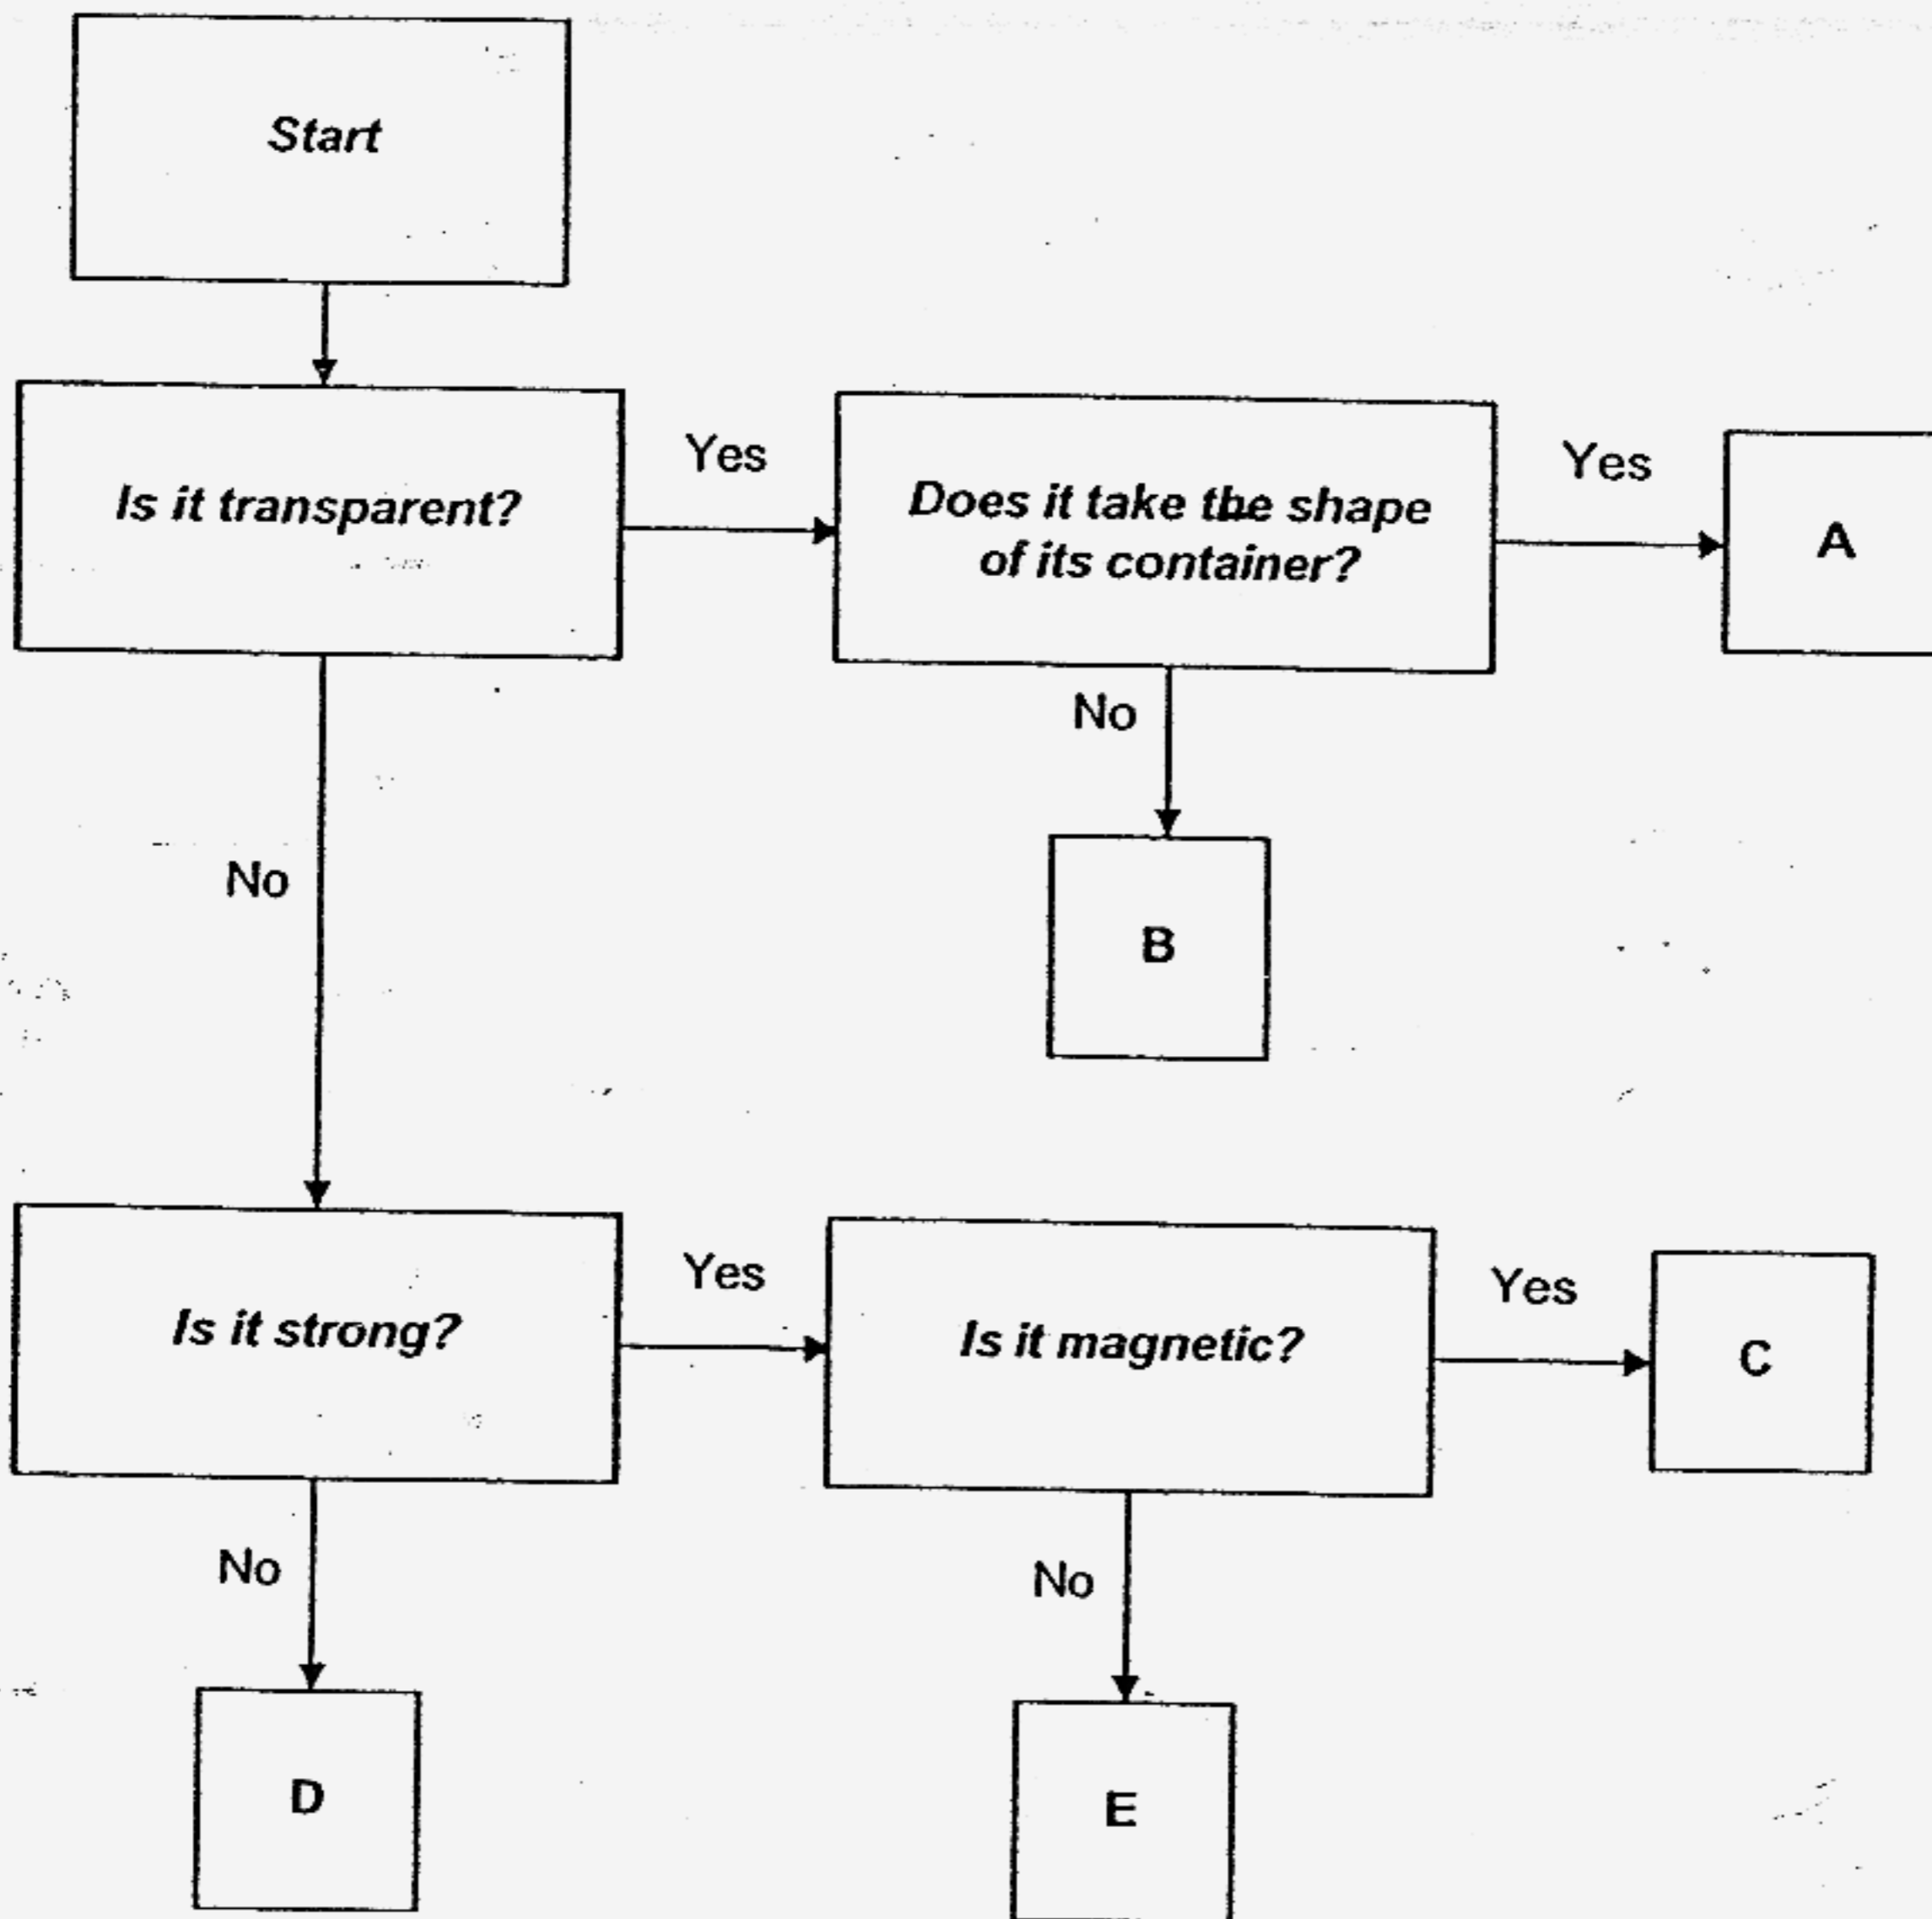 Start
Is it transparent?
Yes
Does it take the shape
of its container?
Yes
A
No
B
No
Is it strong?
Yes
Is it magnetic?
Yes
C
No
D
No
E